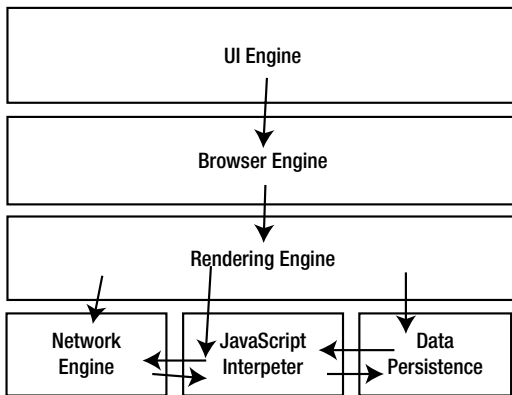 UI Engine
Browser Engine
Rendering Engine
Network
Engine
JavaScript
Interpeter
Data
Persistence